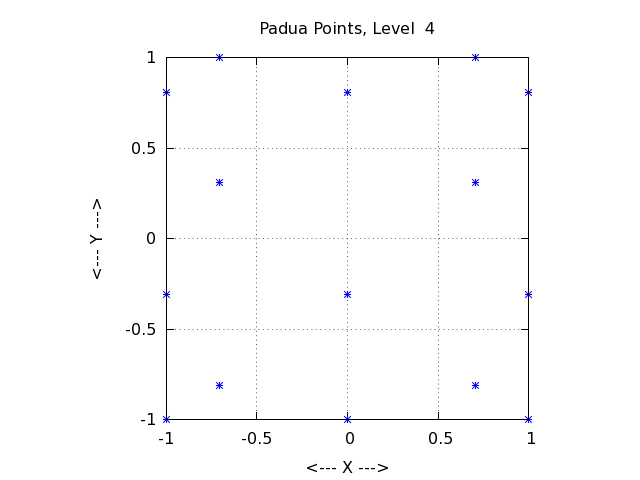 Padua Points, Level  4
1
0.5
0
-0.5
-1
<--- Y --->
-1 -0.5 0 0.5 1
<--- X --->